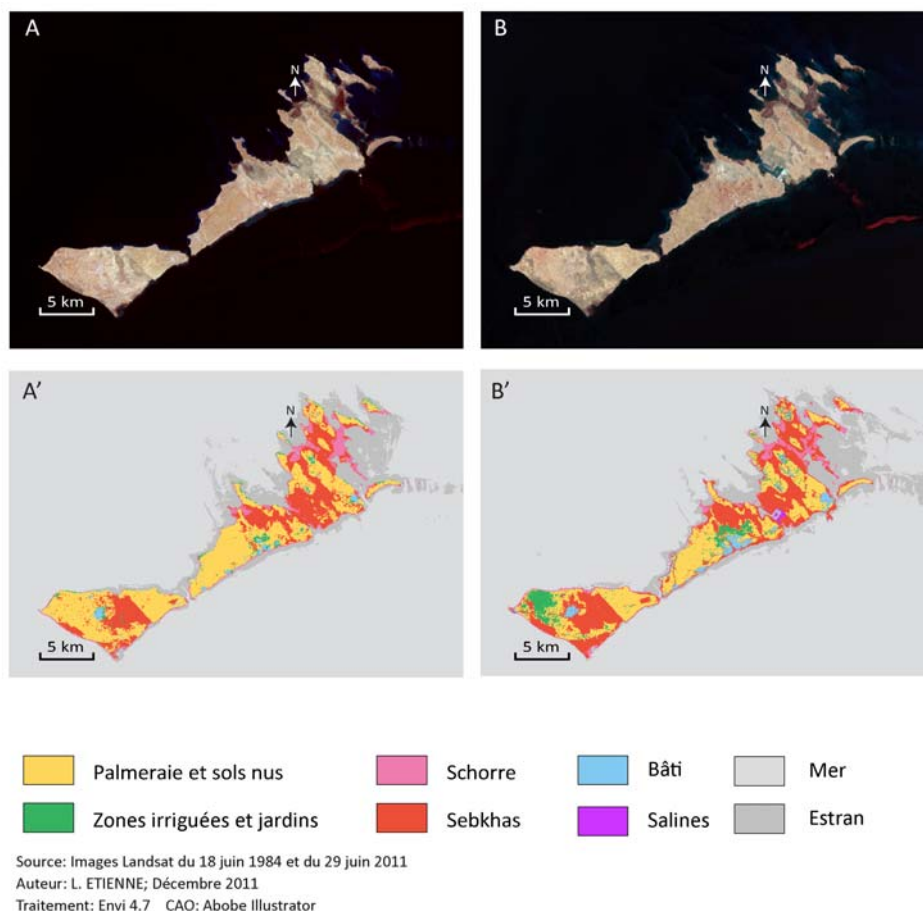 A
B
N
N
5 km
5 km
A'
B'
N
N
5 km
5 km
Palmeraie et sols nus
Schorre
Bâti
Mer
Zones irriguées et jardins
Sebkhas
Salines
Estran
Source: Images Landsat du 18 juin 1984 et du 29 juin 2011
Auteur: L. ETIENNE; Décembre 2011
Traitement: Envi 4.7 CAO: Abobe Illustrator